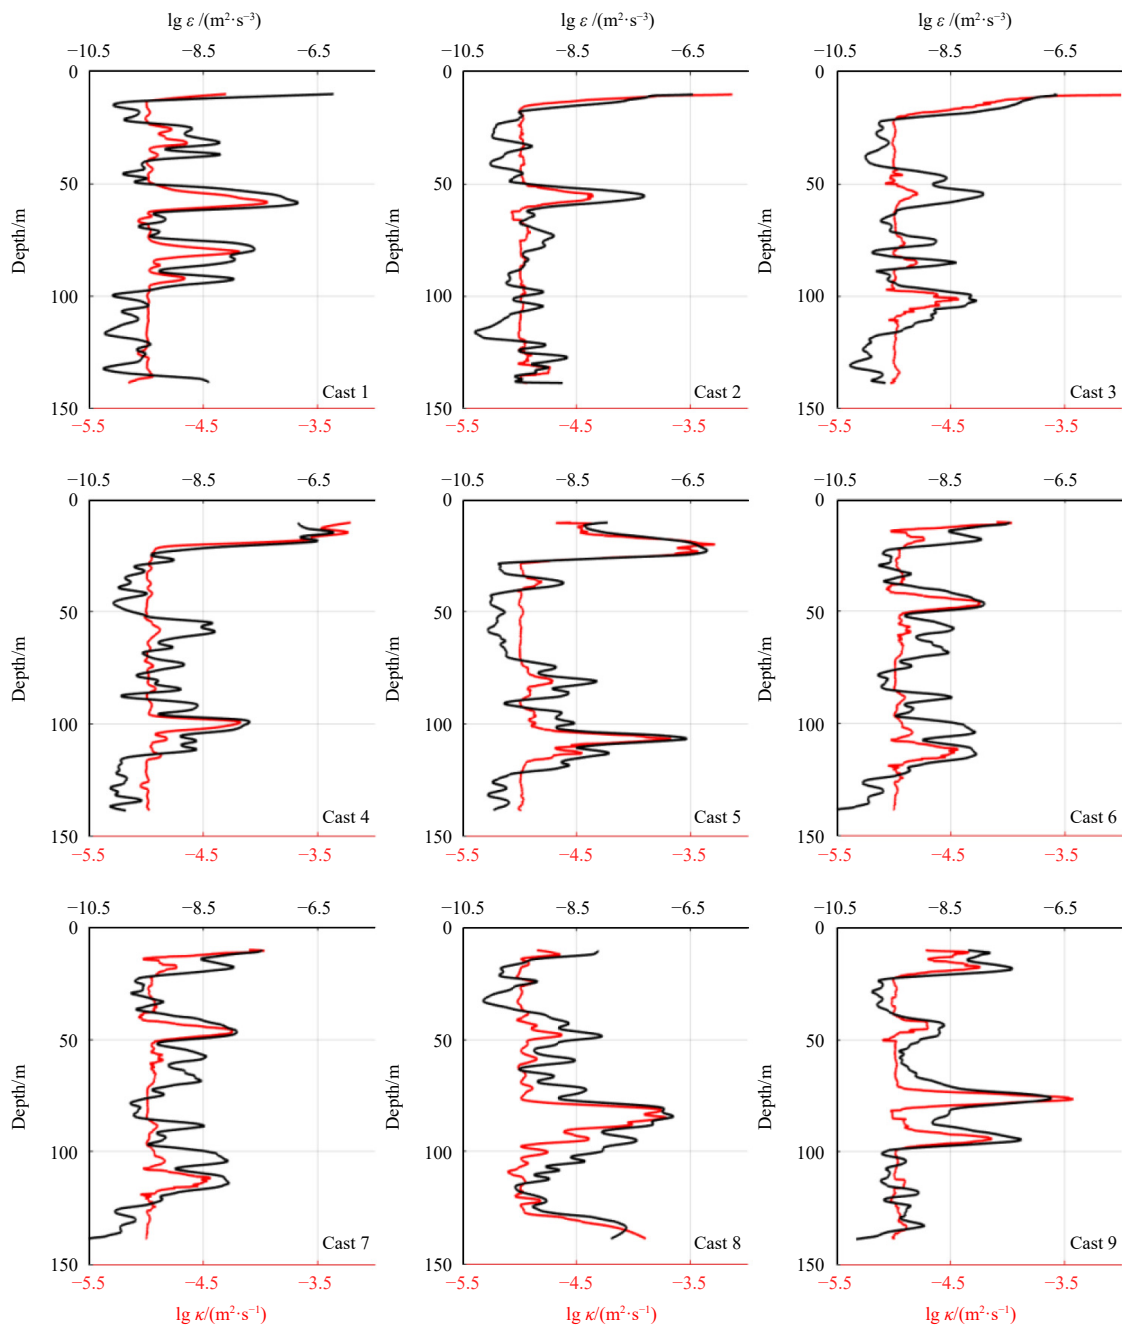 lg ε /(m²·s⁻³) lg ε /(m²·s⁻³) lg ε /(m²·s⁻³)
−10.5 −8.5 −6.5 −10.5 −8.5 −6.5 −10.5 −8.5 −6.5
0 0 0
50 50 50
Depth/m Depth/m Depth/m
100 100 100
Cast 1 Cast 2 Cast 3
150 150 150
−5.5 −4.5 −3.5 −5.5 −4.5 −3.5 −5.5 −4.5 −3.5
−10.5 −8.5 −6.5 −10.5 −8.5 −6.5 −10.5 −8.5 −6.5
0 0 0
50 50 50
Depth/m Depth/m Depth/m
100 100 100
Cast 4 Cast 5 Cast 6
150 150 150
−5.5 −4.5 −3.5 −5.5 −4.5 −3.5 −5.5 −4.5 −3.5
−10.5 −8.5 −6.5 −10.5 −8.5 −6.5 −10.5 −8.5 −6.5
0 0 0
50 50 50
Depth/m Depth/m Depth/m
100 100 100
Cast 7 Cast 8 Cast 9
150 150 150
−5.5 −4.5 −3.5 −5.5 −4.5 −3.5 −5.5 −4.5 −3.5
lg κ/(m²·s⁻¹) lg κ/(m²·s⁻¹) lg κ/(m²·s⁻¹)